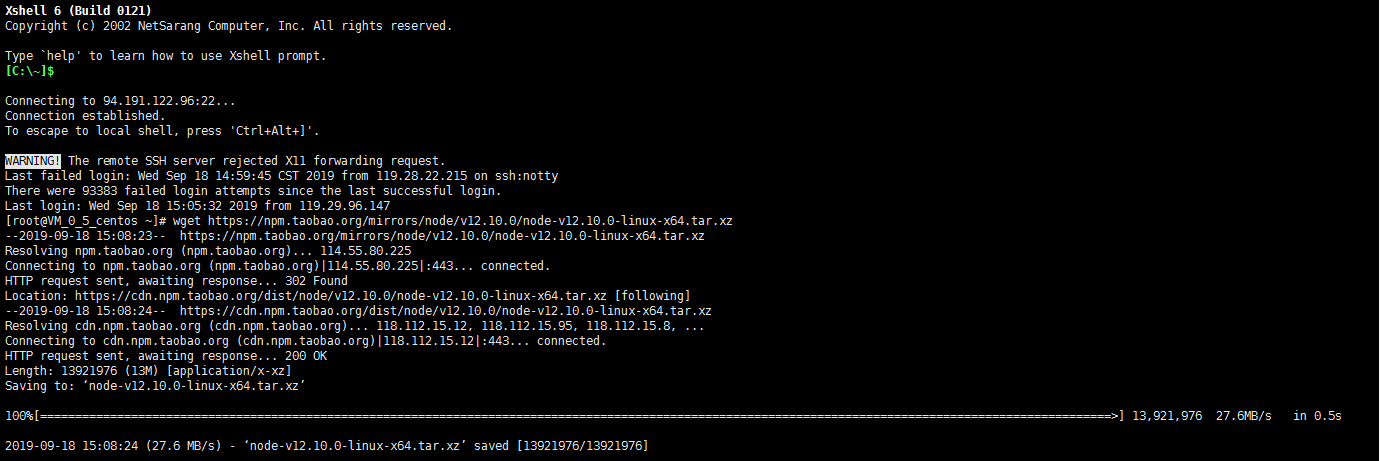 Xshell 6 (Build 0121)
Copyright (c) 2002 NetSarang Computer, Inc. All rights reserved.
Type `help' to learn how to use Xshell prompt.
[C:\~]$
Connecting to 94.191.122.96:22...
Connection established.
To escape to local shell, press 'Ctrl+Alt+]'.
WARNING! The remote SSH server rejected X11 forwarding request.
Last failed login: Wed Sep 18 14:59:45 CST 2019 from 119.28.22.215 on ssh:notty
There were 93383 failed login attempts since the last successful login.
Last login: Wed Sep 18 15:05:32 2019 from 119.29.96.147
[root@VM_0_5_centos ~]# wget https://npm.taobao.org/mirrors/node/v12.10.0/node-v12.10.0-linux-x64.tar.xz
--2019-09-18 15:08:23--  https://npm.taobao.org/mirrors/node/v12.10.0/node-v12.10.0-linux-x64.tar.xz
Resolving npm.taobao.org (npm.taobao.org)... 114.55.80.225
Connecting to npm.taobao.org (npm.taobao.org)|114.55.80.225|:443... connected.
HTTP request sent, awaiting response... 302 Found
Location: https://cdn.npm.taobao.org/dist/node/v12.10.0/node-v12.10.0-linux-x64.tar.xz [following]
--2019-09-18 15:08:24--  https://cdn.npm.taobao.org/dist/node/v12.10.0/node-v12.10.0-linux-x64.tar.xz
Resolving cdn.npm.taobao.org (cdn.npm.taobao.org)... 118.112.15.12, 118.112.15.95, 118.112.15.8, ...
Connecting to cdn.npm.taobao.org (cdn.npm.taobao.org)|118.112.15.12|:443... connected.
HTTP request sent, awaiting response... 200 OK
Length: 13921976 (13M) [application/x-xz]
Saving to: ‘node-v12.10.0-linux-x64.tar.xz’
100%[=========================================================================================================================================================>] 13,921,976  27.6MB/s   in 0.5s
2019-09-18 15:08:24 (27.6 MB/s) - ‘node-v12.10.0-linux-x64.tar.xz’ saved [13921976/13921976]